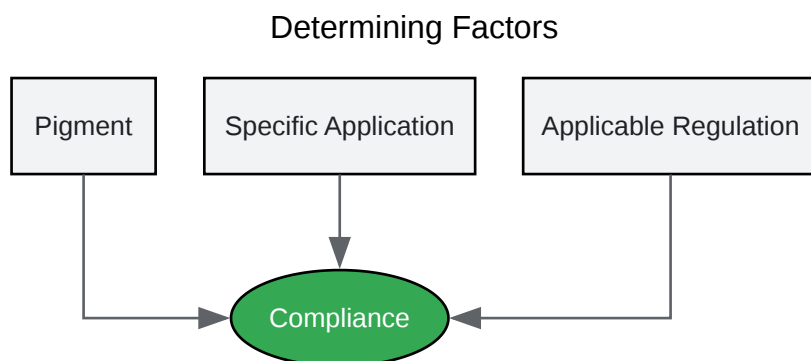 Determining Factors
Pigment
Specific Application
Applicable Regulation
Compliance